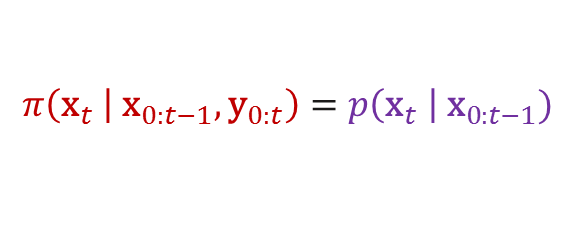 π(x_t | x_{0:t−1}, y_{0:t}) = p(x_t | x_{0:t−1})